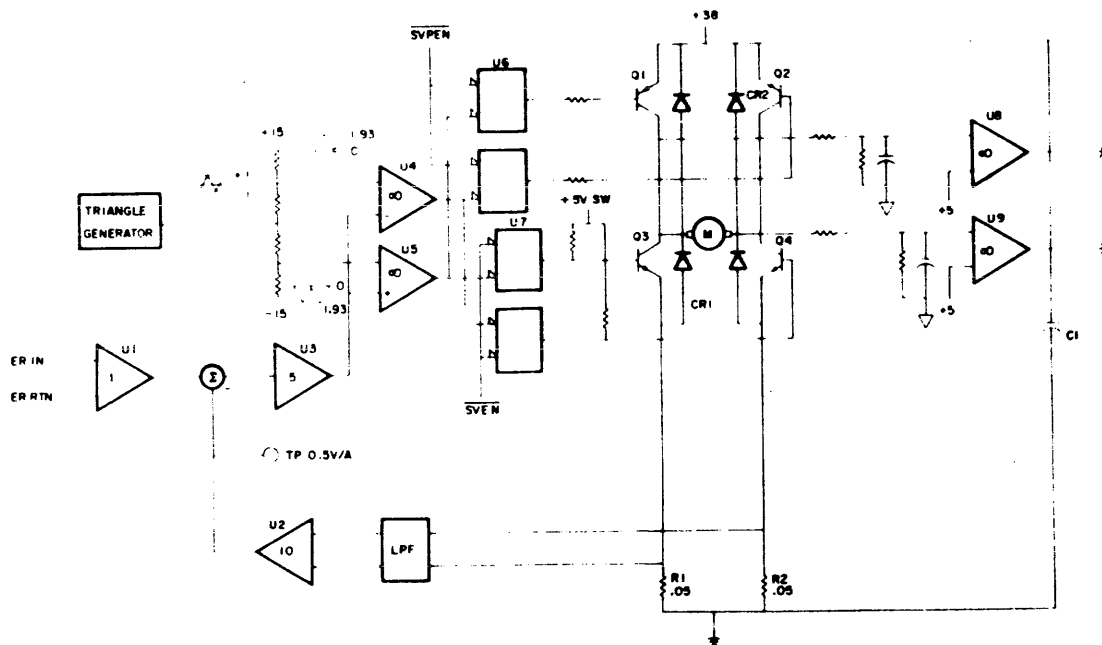 +38
SVPEN
U6
Q1
Q2
CR2
+15
1.93
U4
∞
U8
∞
TRIANGLE
GENERATOR
+5V SW
U7
Q3
M
Q4
+5
U9
∞
U5
∞
+
0
-15
1.93
CR1
+5
C1
U1
U3
ER IN
1
Σ
5
ER RTN
SVEN
TP 0.5V/A
U2
10
LPF
R1
.05
R2
.05